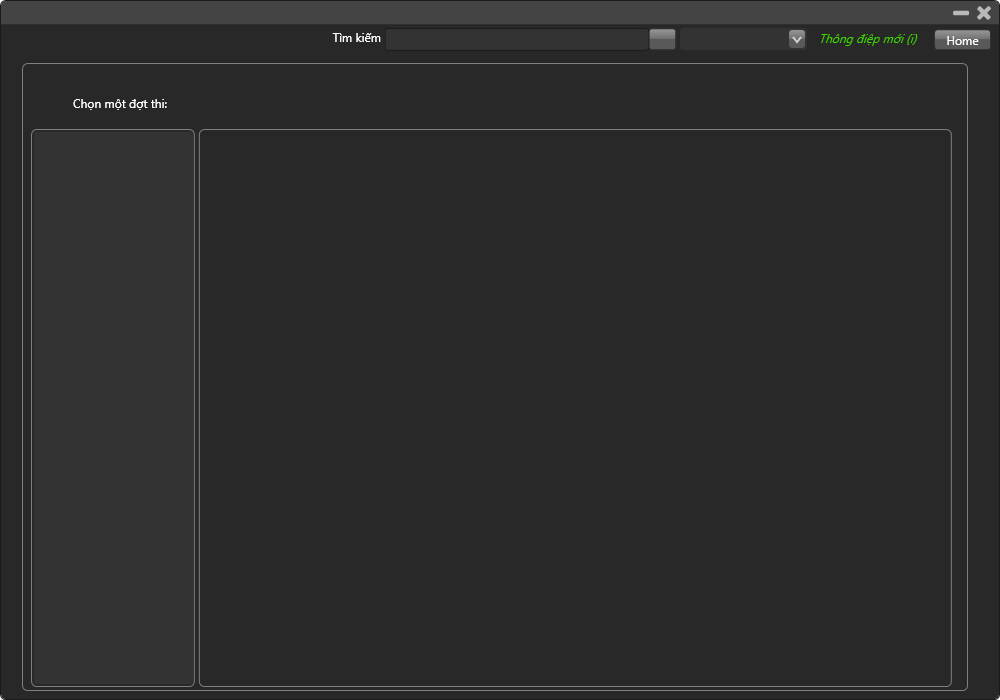 Tìm kiếm
Thông điệp mới (i)
Home
Chọn một đợt thi: